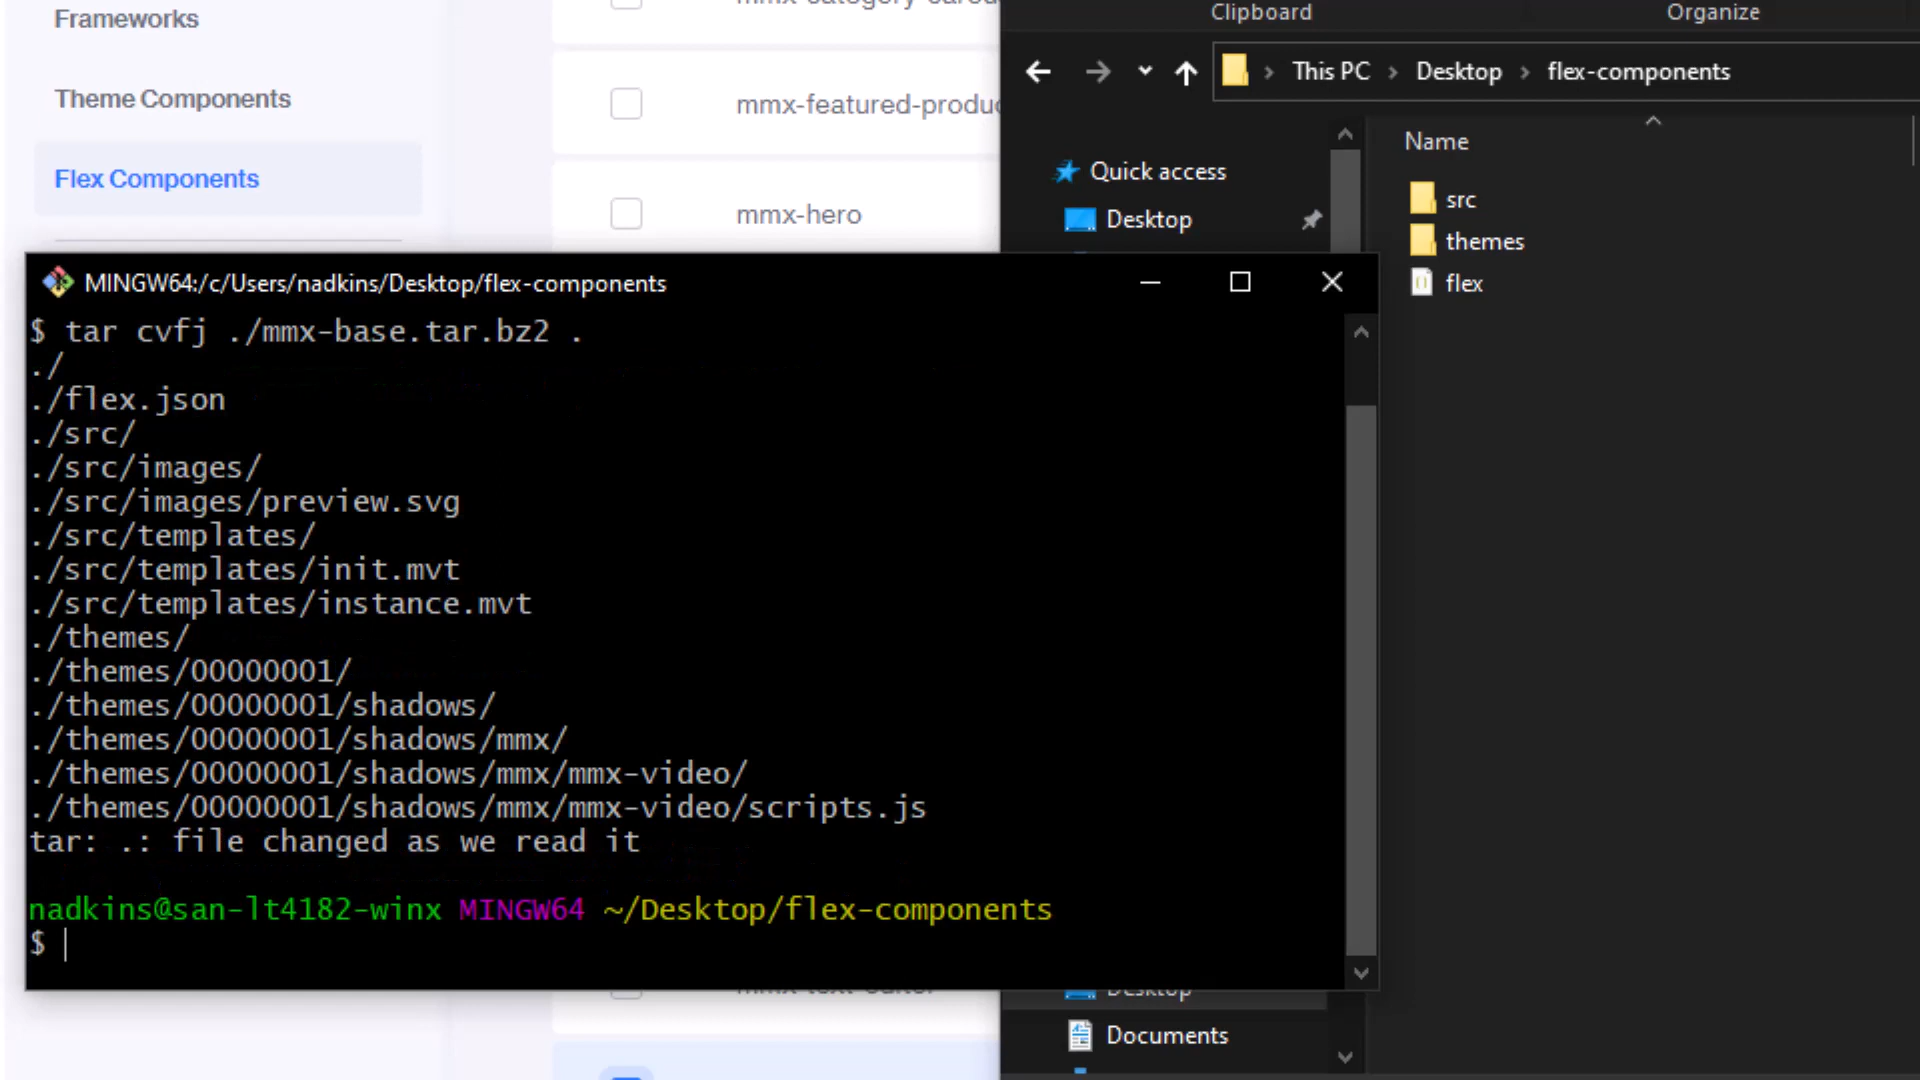 Frameworks
Theme Components
Flex Components
mmx-featured-produc
mmx-hero
Clipboard
Organize
This PC
Desktop
flex-components
Name
Quick access
Desktop
src
themes
flex
MINGW64:/c/Users/nadkins/Desktop/flex-components
$ tar cvfj ./mmx-base.tar.bz2 .
./
./flex.json
./src/
./src/images/
./src/images/preview.svg
./src/templates/
./src/templates/init.mvt
./src/templates/instance.mvt
./themes/
./themes/00000001/
./themes/00000001/shadows/
./themes/00000001/shadows/mmx/
./themes/00000001/shadows/mmx/mmx-video/
./themes/00000001/shadows/mmx/mmx-video/scripts.js
tar: .: file changed as we read it
nadkins@san-lt4182-winx MINGW64 ~/Desktop/flex-components
$
Desktop
Documents